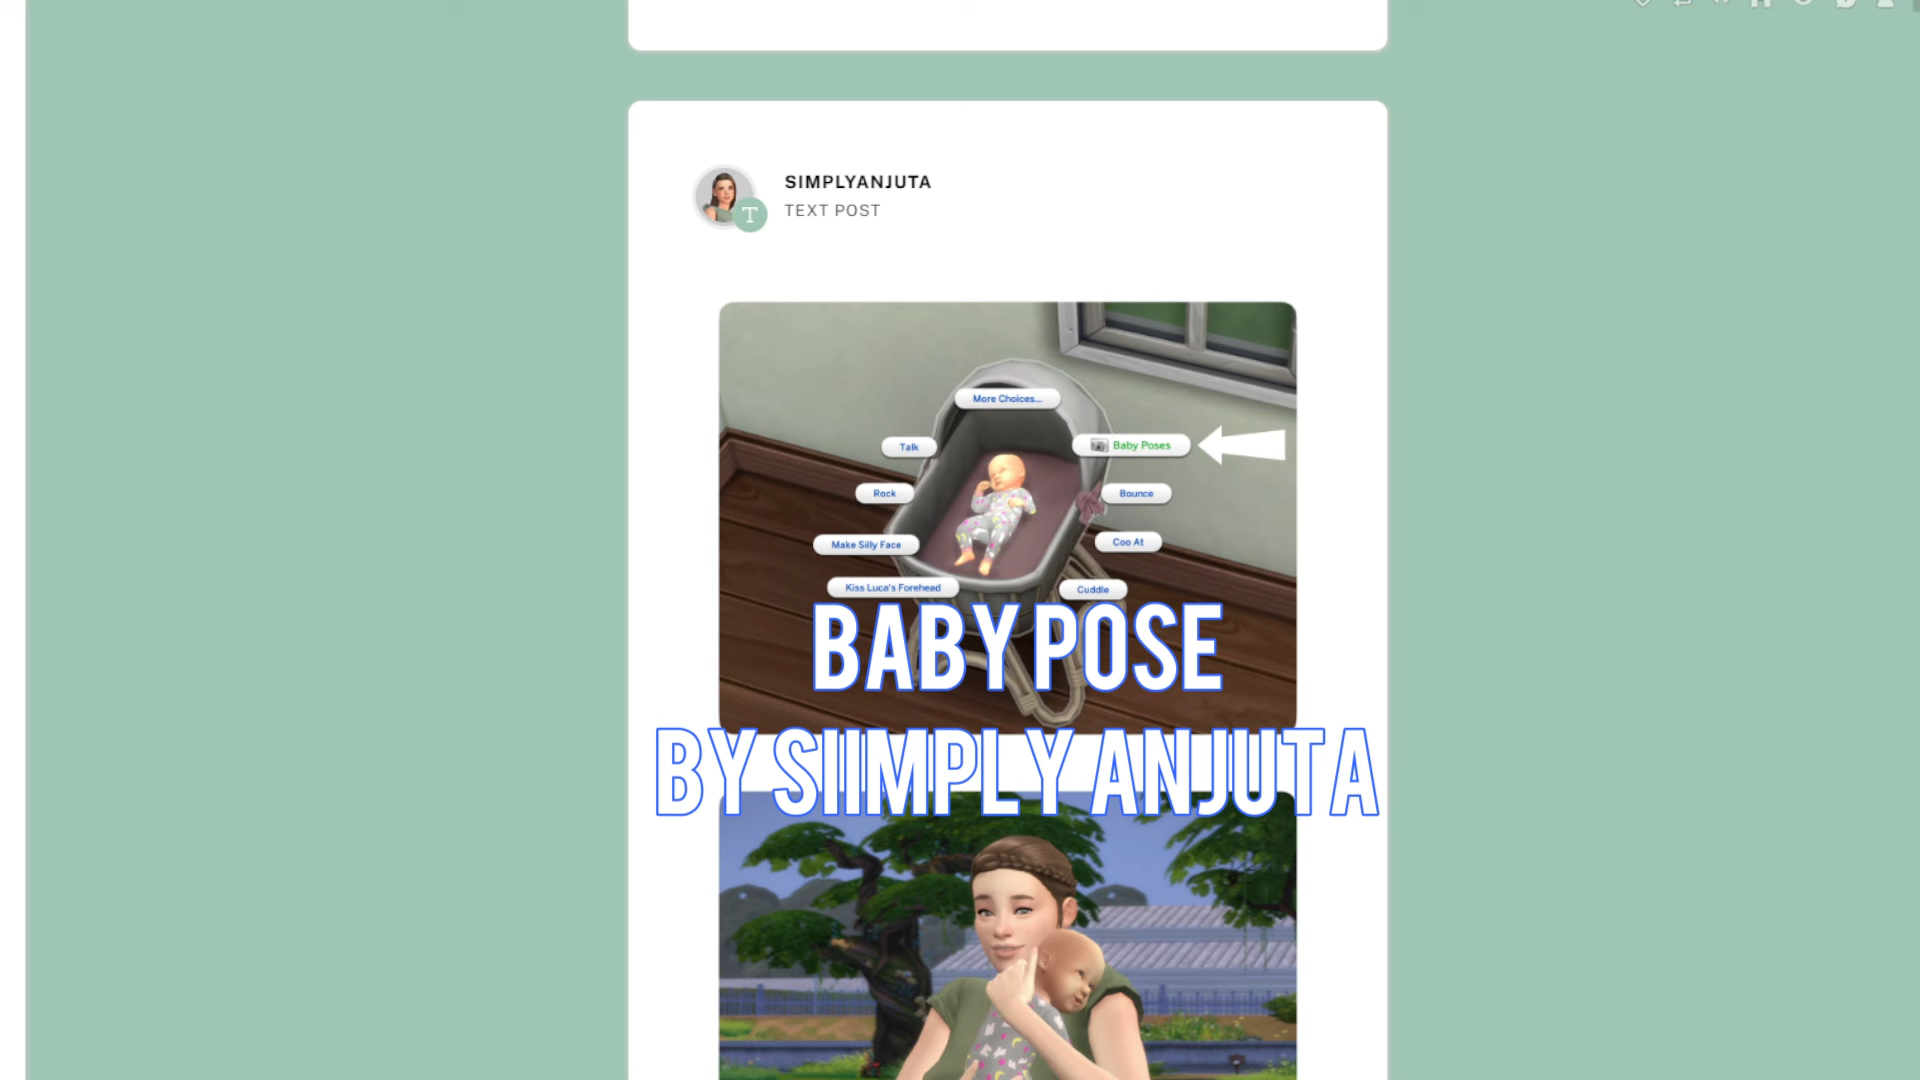 SIMPLYANJUTA
T
TEXT POST
More Choices...
Talk
Baby Poses
Rock
Bounce
Make Silly Face
Coo At
Kiss Luca's Forehead
Cuddle
BABY POSE
BY SIIMPLY ANJUTA